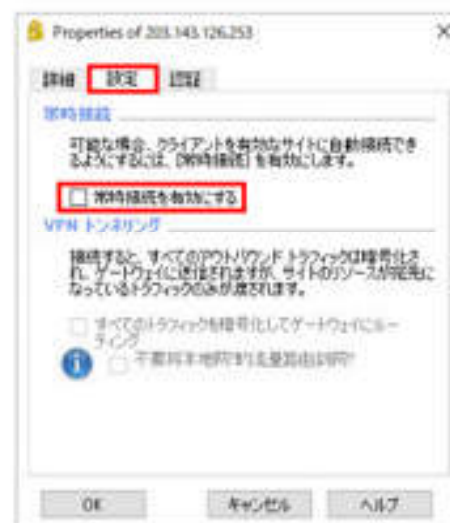 Properties of 203.143.126.253
詳細 設定 認証
常時接続
可能な場合、クライアントを有効なサイトに自動接続でき
るようにするには、[常時接続] を有効にします。
常時接続を有効にする
VPN トンネリング
接続すると、すべてのアウトバウンド トラフィックは暗号化さ
れ、ゲートウェイに送信されますが、サイトのリソースが宛先に
なっているトラフィックのみが渡されます。
すべてのトラフィックを暗号化してゲートウェイにルー
ティング
OK キャンセル ヘルプ